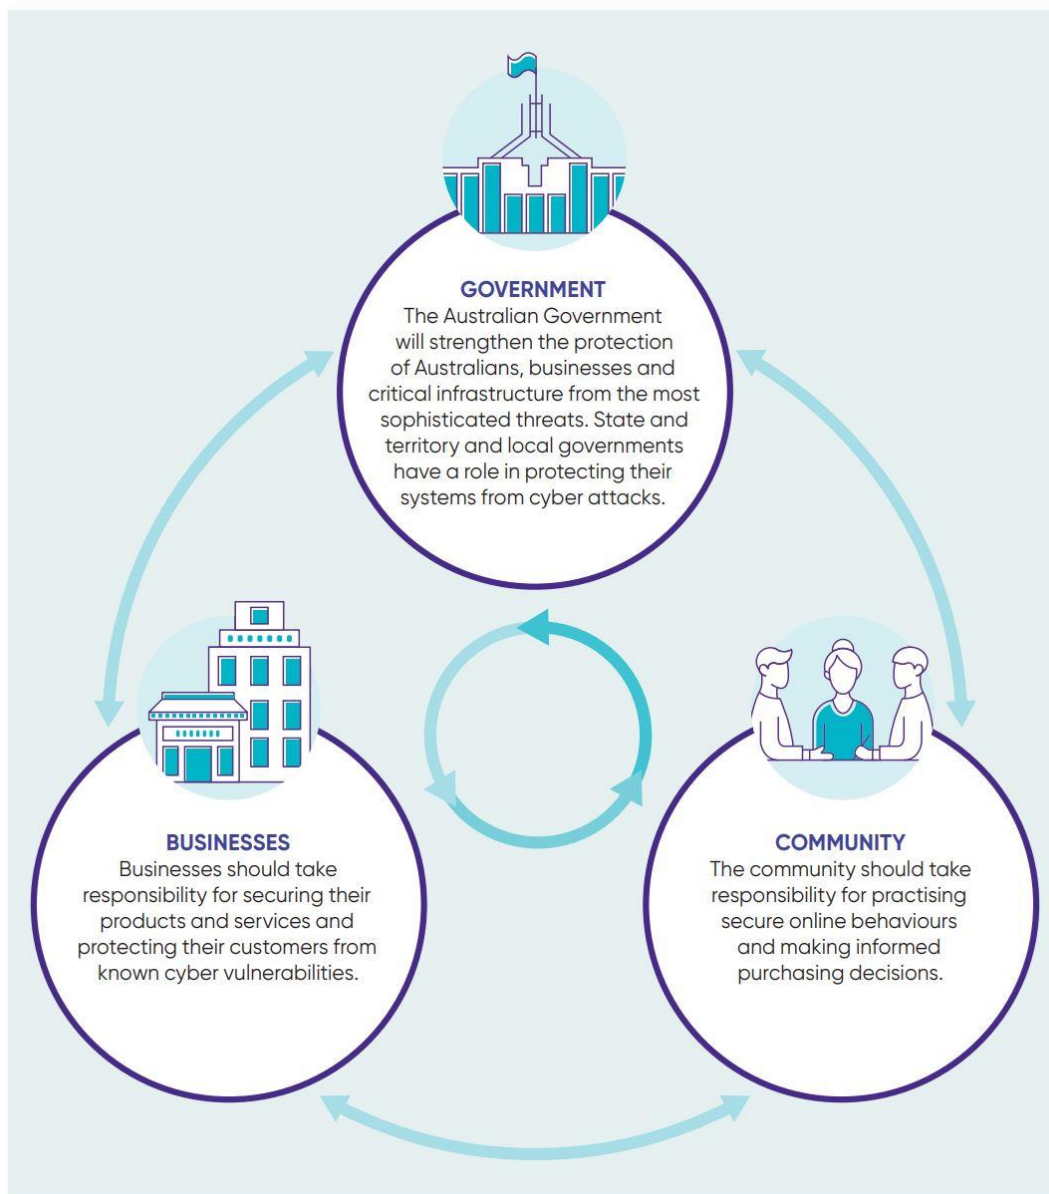 GOVERNMENT
The Australian Government
will strengthen the protection
of Australians, businesses and
critical infrastructure from the most
sophisticated threats. State and
territory and local governments
have a role in protecting their
systems from cyber attacks.
BUSINESSES
Businesses should take
responsibility for securing their
products and services and
protecting their customers from
known cyber vulnerabilities.
COMMUNITY
The community should take
responsibility for practising
secure online behaviours
and making informed
purchasing decisions.